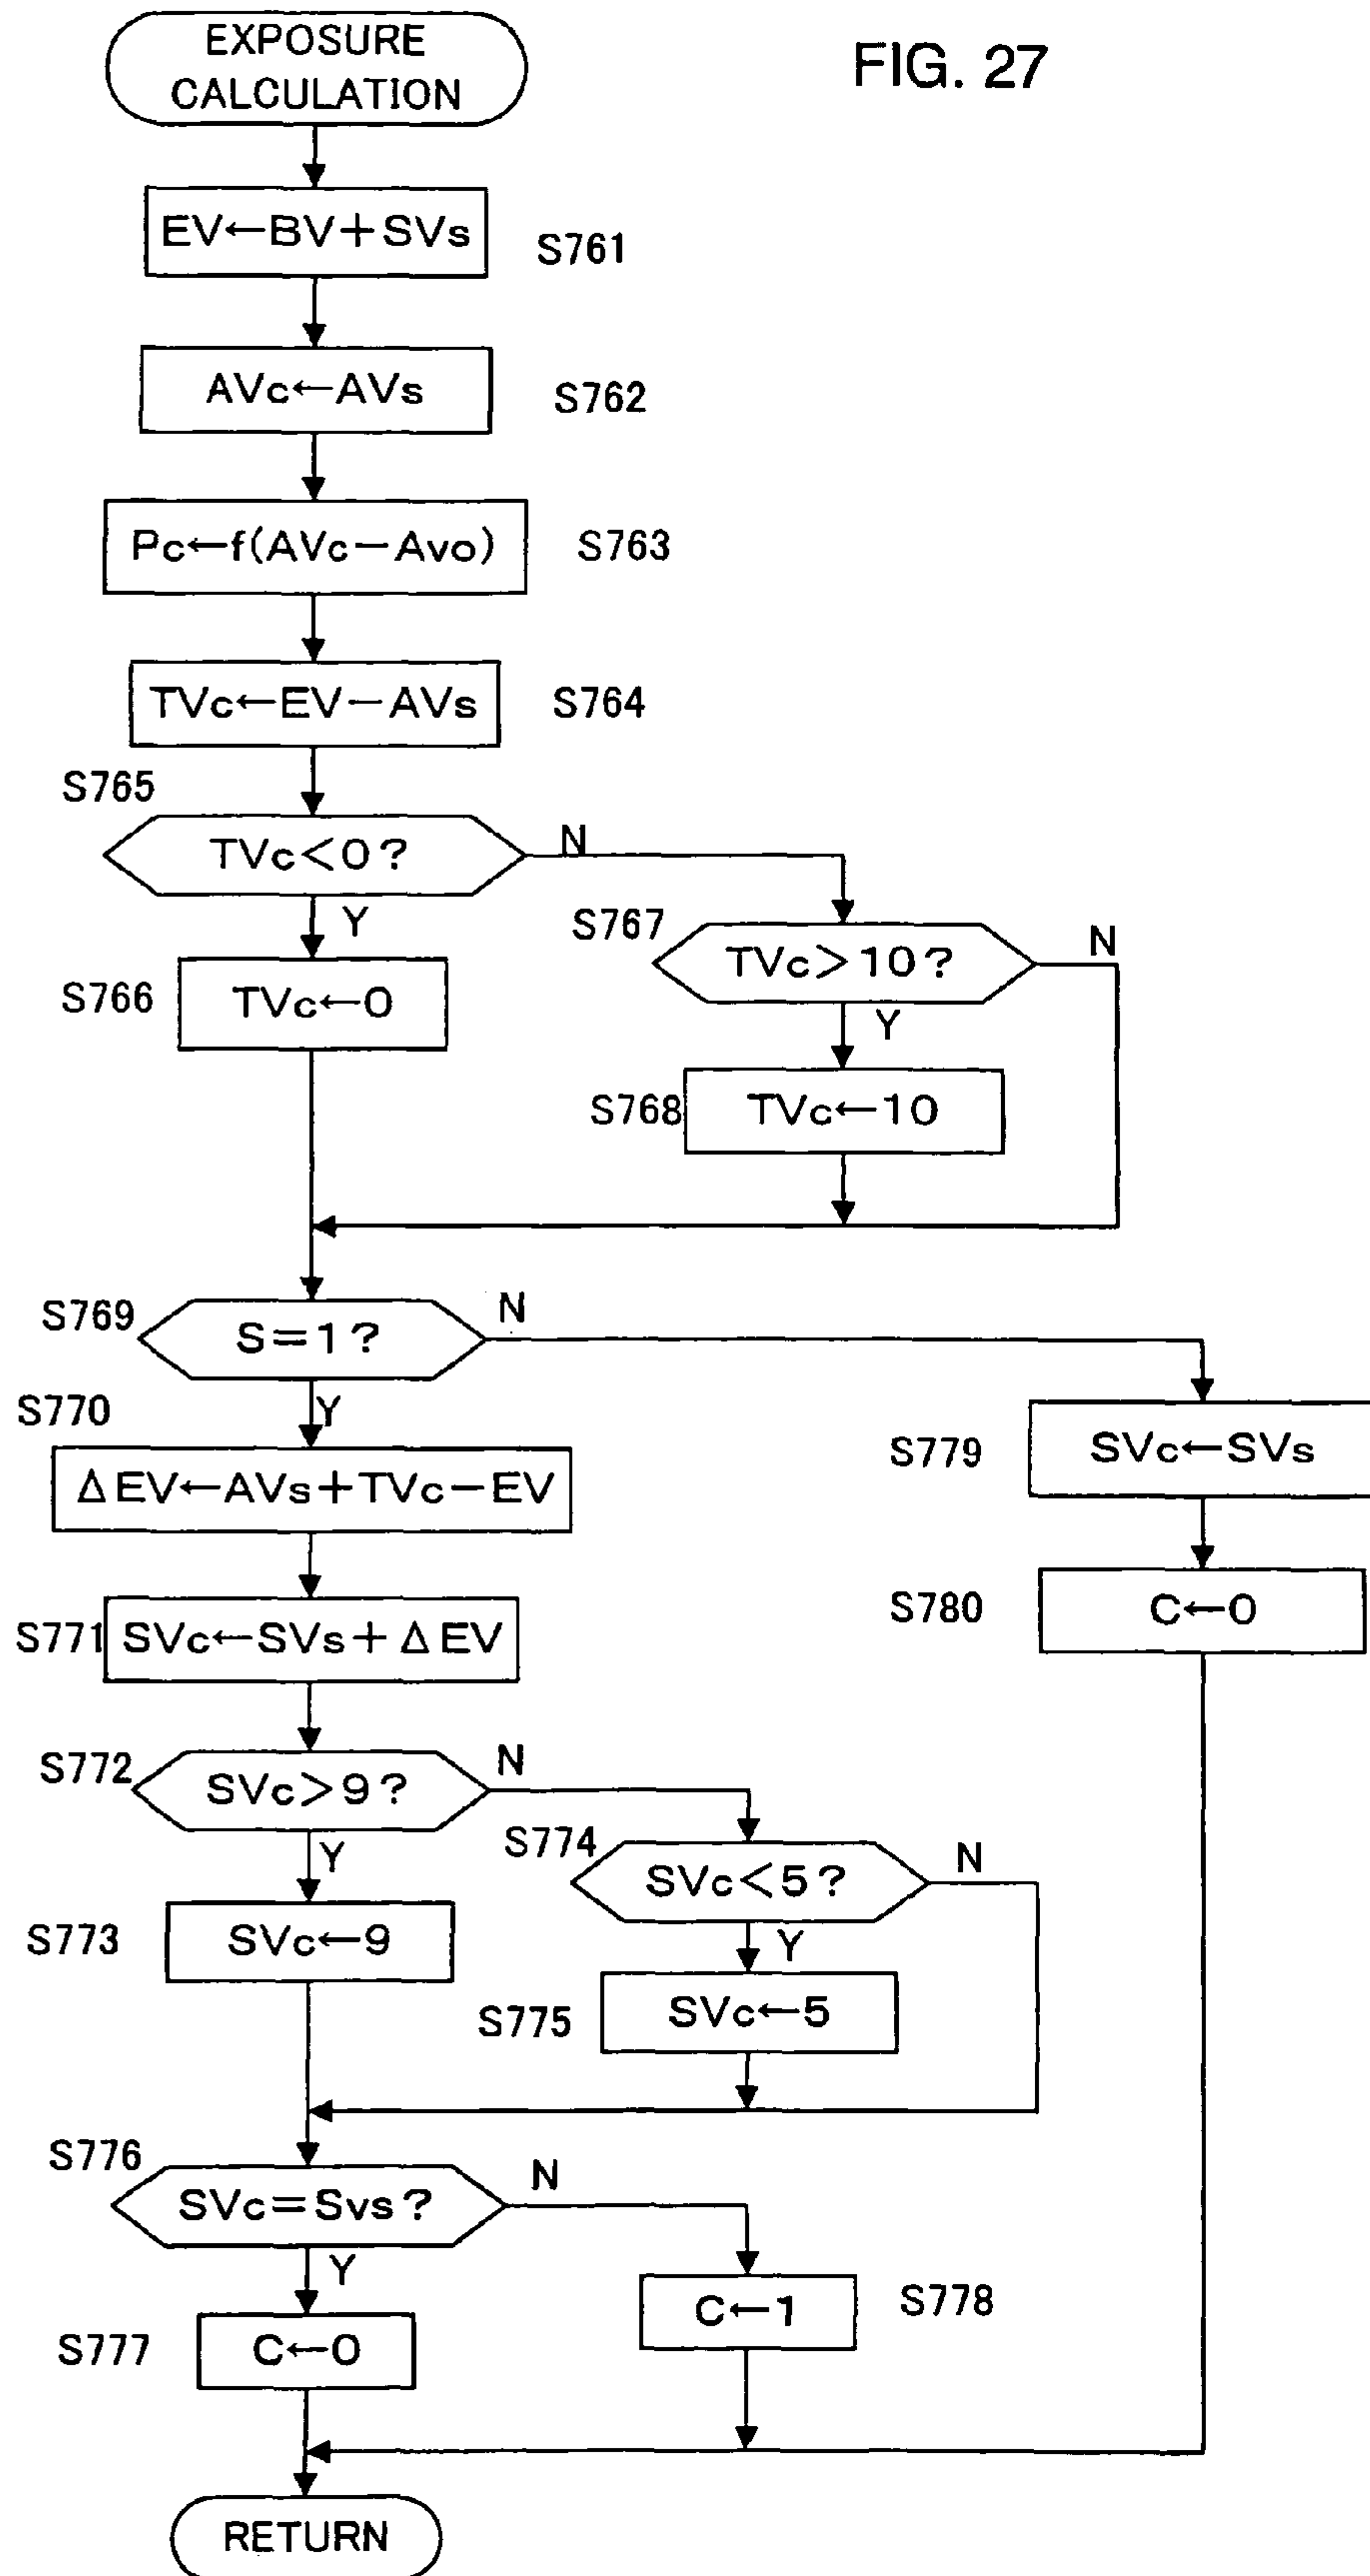 FIG. 27
EXPOSURE
CALCULATION
EV←BV+SVs
S761
AVc←AVs
S762
Pc←f(AVc−Avo)
S763
TVc←EV−AVs
S764
S765
TVc<0?
N
Y
S766
TVc←0
S767
TVc>10?
N
Y
S768
TVc←10
S769
S=1?
N
Y
S770
ΔEV←AVs+TVc−EV
S771
SVc←SVs+ΔEV
S779
SVc←SVs
S780
C←0
S772
SVc>9?
N
Y
S773
SVc←9
S774
SVc<5?
N
Y
S775
SVc←5
S776
SVc=Svs?
N
Y
S777
C←0
C←1
S778
RETURN